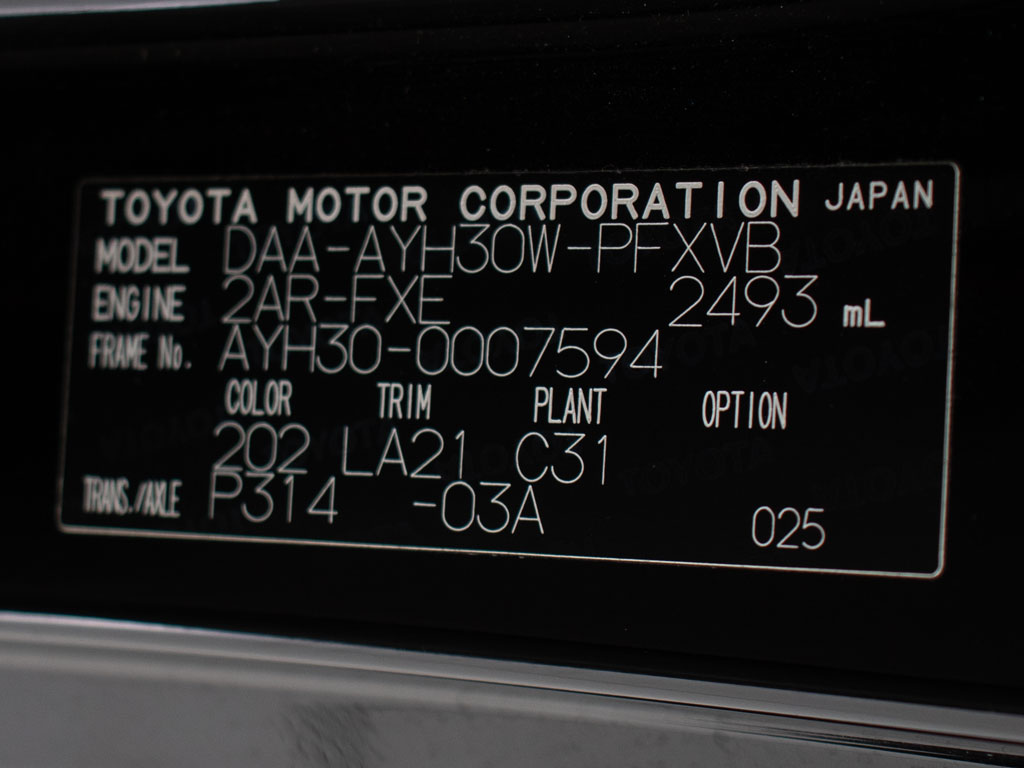 TOYOTA MOTOR CORPORATION JAPAN
MODEL DAA-AYH30W-PFXVB
ENGINE 2AR-FXE 2493 mL
FRAME No. AYH30-0007594
COLOR TRIM PLANT OPTION
202 LA21 C31
TRANS./AXLE P314 -03A
025